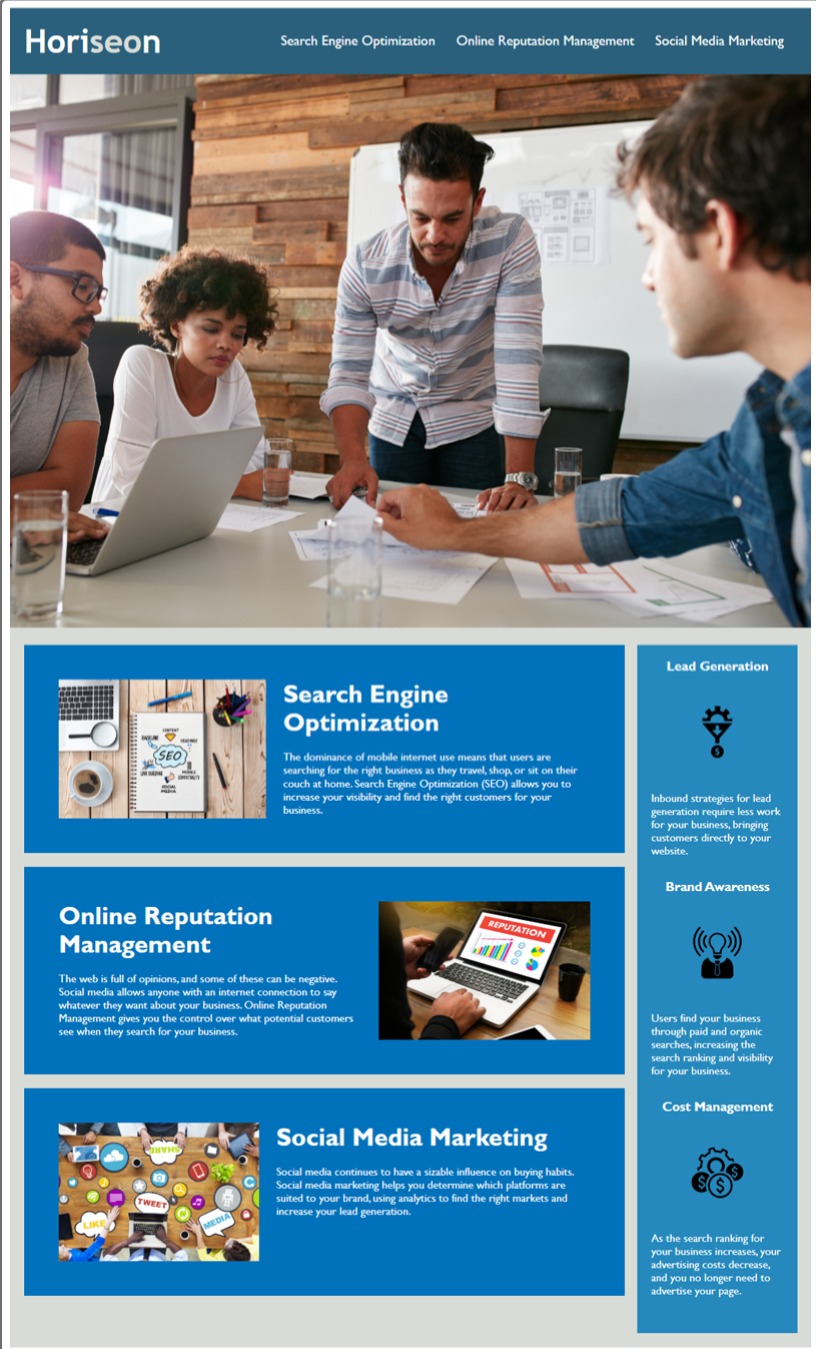 Horiseon
Search Engine Optimization
Online Reputation Management
Social Media Marketing
Search Engine
Optimization
The dominance of mobile internet use means that users are
searching for the right business as they travel, shop, or sit on their
couch at home. Search Engine Optimization (SEO) allows you to
increase your visibility and find the right customers for your
business.
CONTENT
BASELINE
SEO
LINK BUILDING
SOCIAL
MEDIA
Online Reputation
Management
The web is full of opinions, and some of these can be negative.
Social media allows anyone with an internet connection to say
whatever they want about your business. Online Reputation
Management gives you the control over what potential customers
see when they search for your business.
REPUTATION
SHARE
TWEET
LIKE
MEDIA
Social Media Marketing
Social media continues to have a sizable influence on buying habits.
Social media marketing helps you determine which platforms are
suited to your brand, using analytics to find the right markets and
increase your lead generation.
Lead Generation
$
Inbound strategies for lead
generation require less work
for your business, bringing
customers directly to your
website.
Brand Awareness
Users find your business
through paid and organic
searches, increasing the
search ranking and visibility
for your business.
Cost Management
$ $ $
As the search ranking for
your business increases, your
advertising costs decrease,
and you no longer need to
advertise your page.